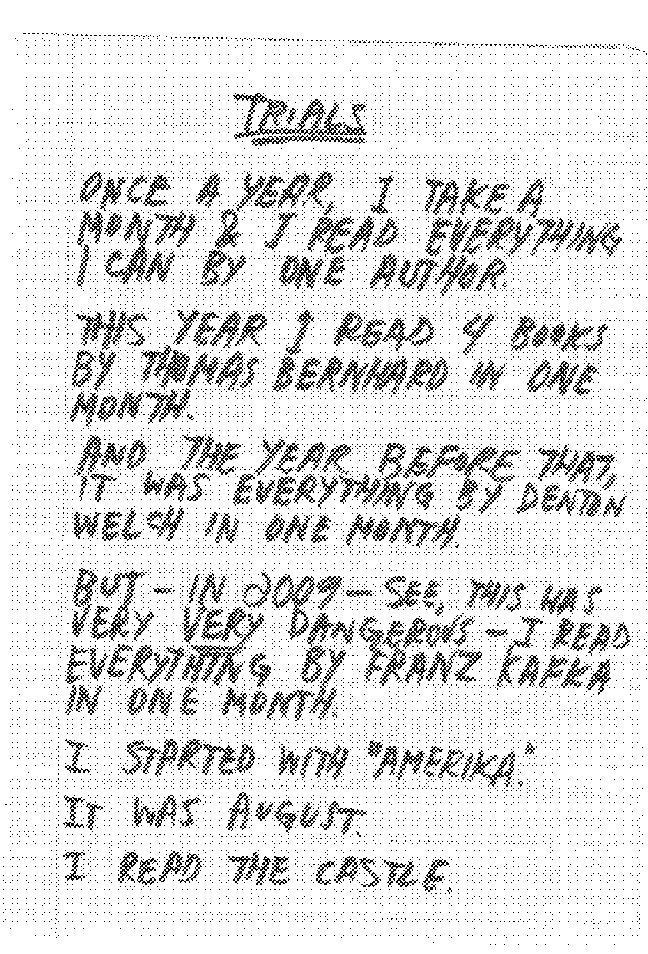 TRIALS
ONCE A YEAR, I TAKE A
MONTH & I READ EVERYTHING
I CAN BY ONE AUTHOR.
THIS YEAR I READ 9 BOOKS
BY THOMAS BERNHARD IN ONE
MONTH.
AND THE YEAR BEFORE THAT,
IT WAS EVERYTHING BY DENTON
WELCH IN ONE MONTH.
BUT – IN 2009 – SEE, THIS WAS
VERY VERY DANGEROUS – I READ
EVERYTHING BY FRANZ KAFKA
IN ONE MONTH.
I STARTED WITH "AMERIKA."
IT WAS AUGUST.
I READ THE CASTLE.